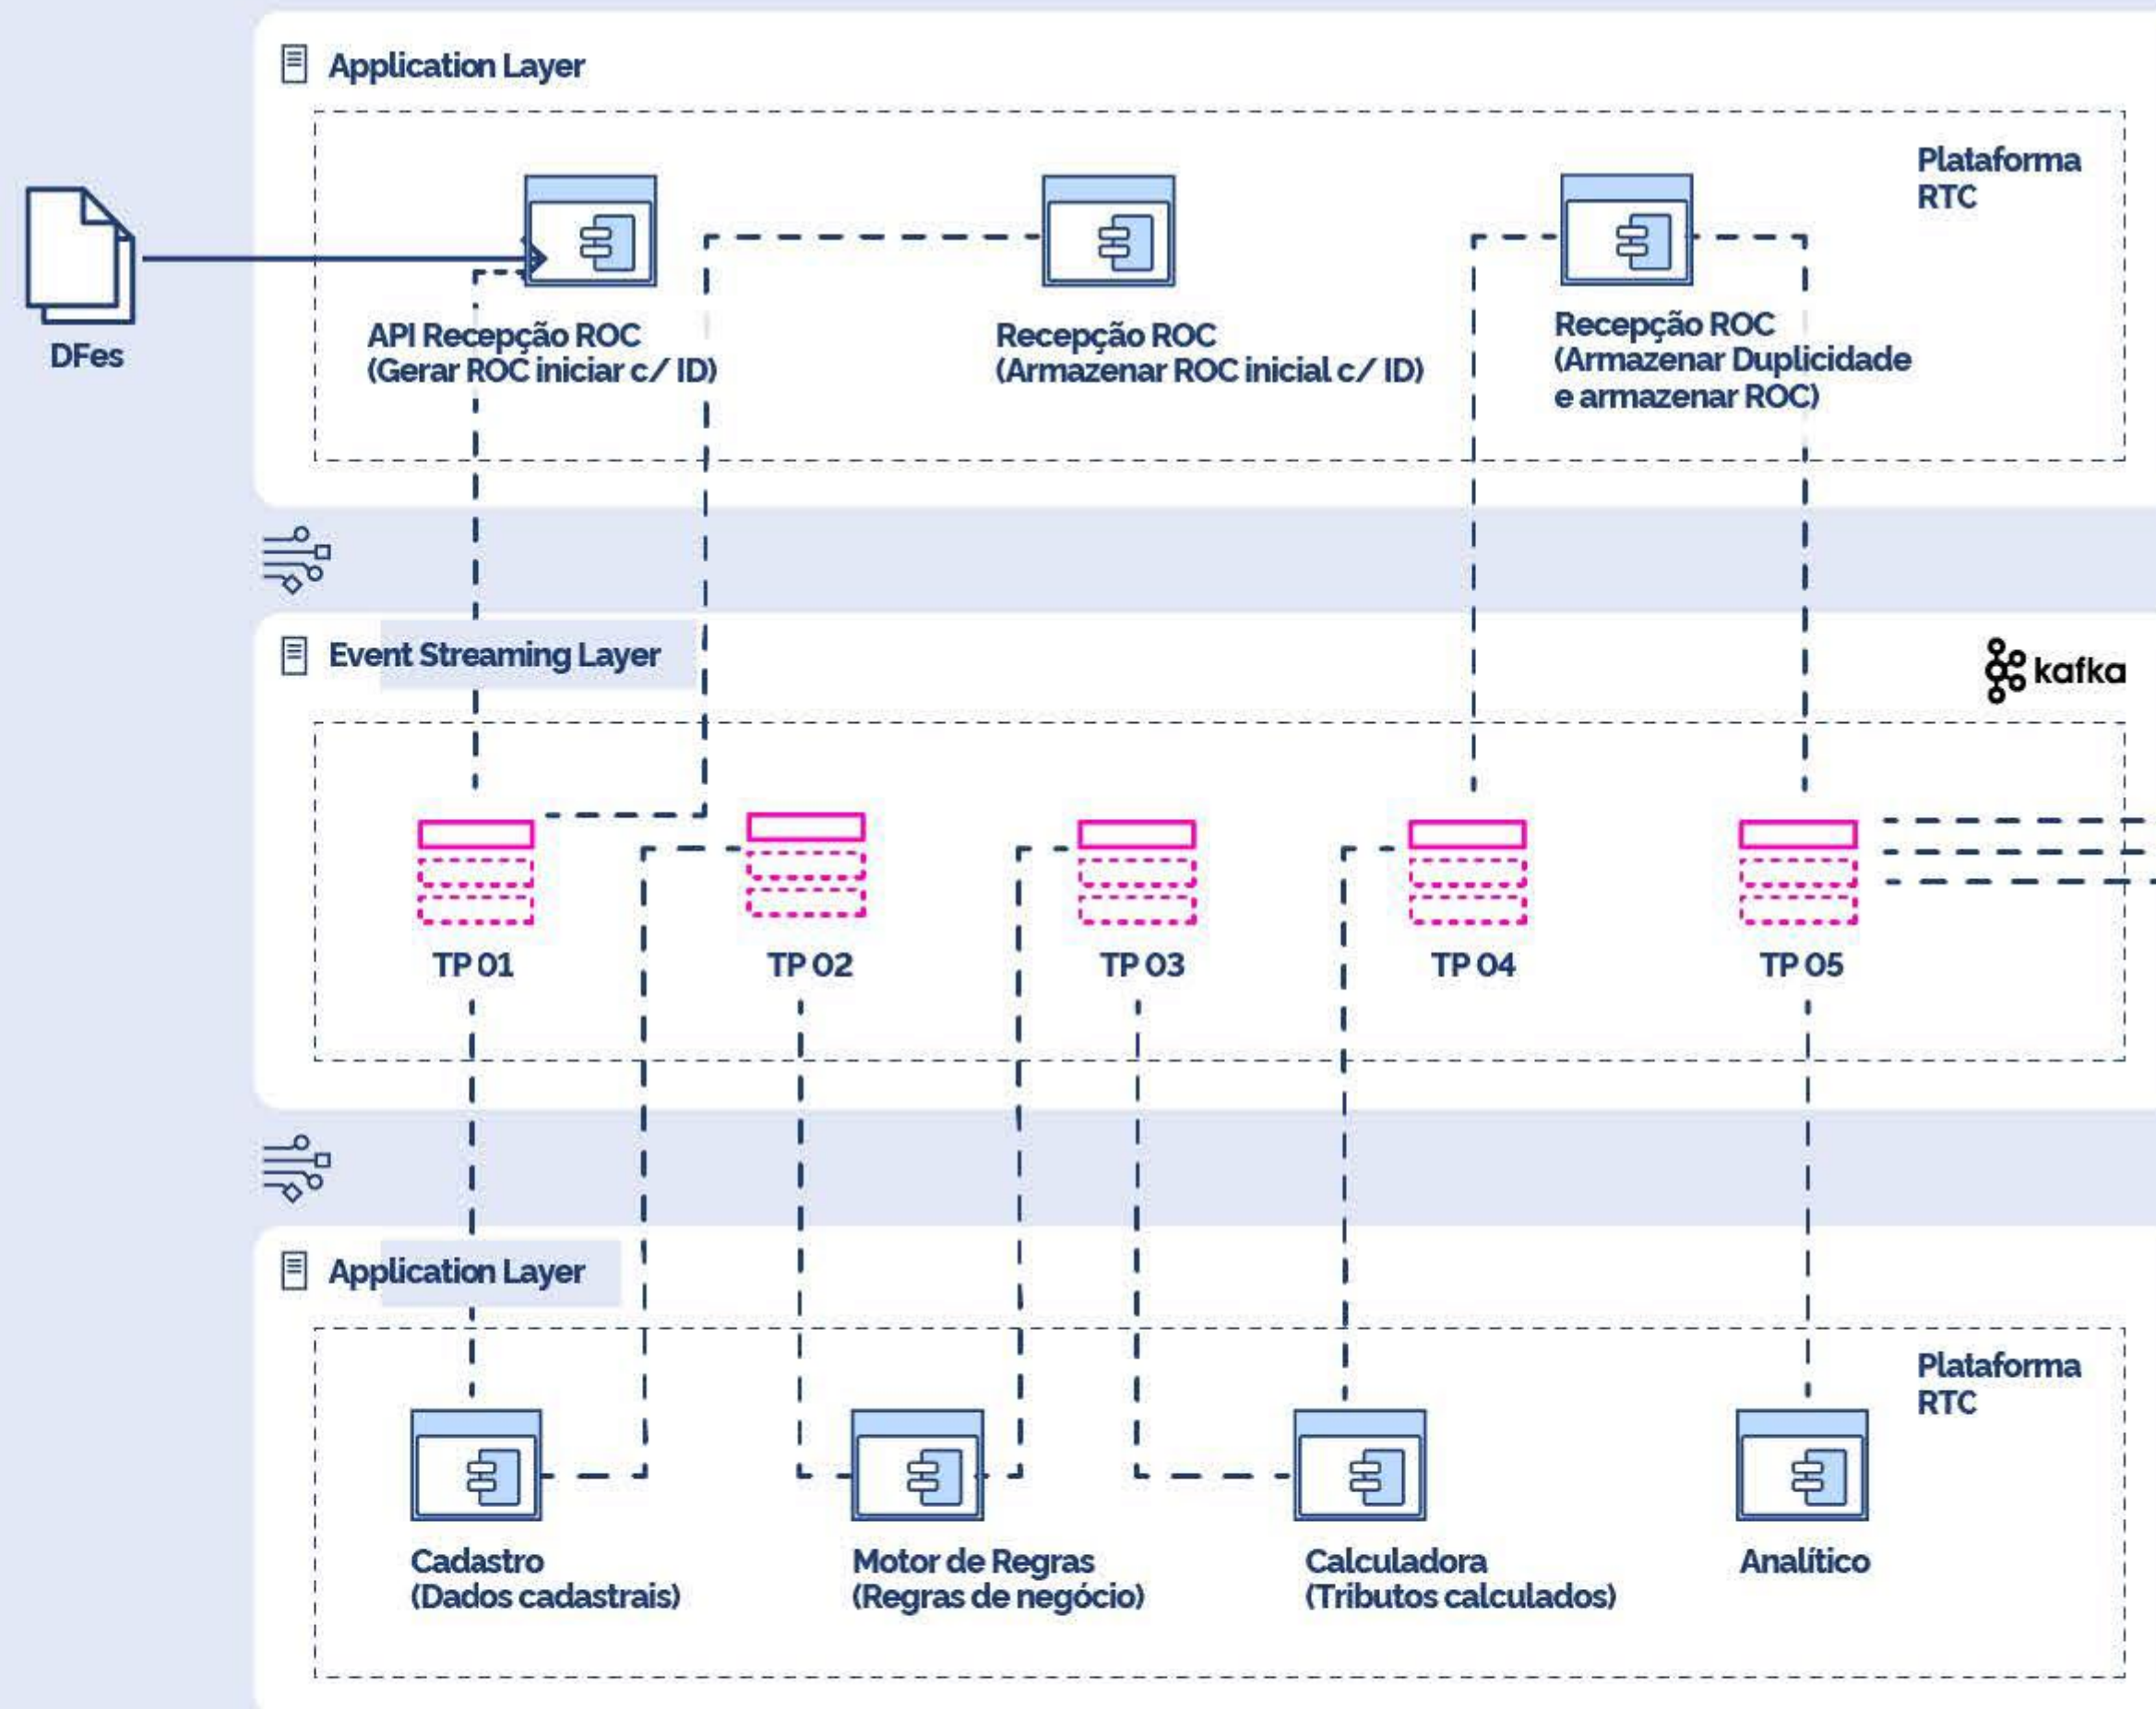 Application Layer
Plataforma
RTC
DFes
API Recepção ROC
(Gerar ROC iniciar c/ ID)
Recepção ROC
(Armazenar ROC inicial c/ ID)
Recepção ROC
(Armazenar Duplicidade
e armazenar ROC)
Event Streaming Layer
kafka
TP 01
TP 02
TP 03
TP 04
TP 05
Application Layer
Plataforma
RTC
Cadastro
(Dados cadastrais)
Motor de Regras
(Regras de negócio)
Calculadora
(Tributos calculados)
Analítico